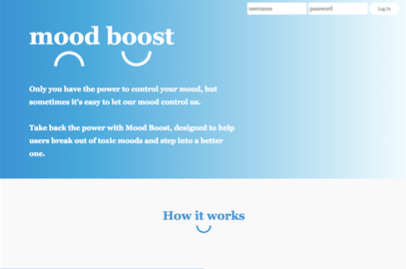 username password Log In
mood boost
Only you have the power to control your mood, but
sometimes it's easy to let our mood control us.
Take back the power with Mood Boost, designed to help
users break out of toxic moods and step into a better
one.
How it works